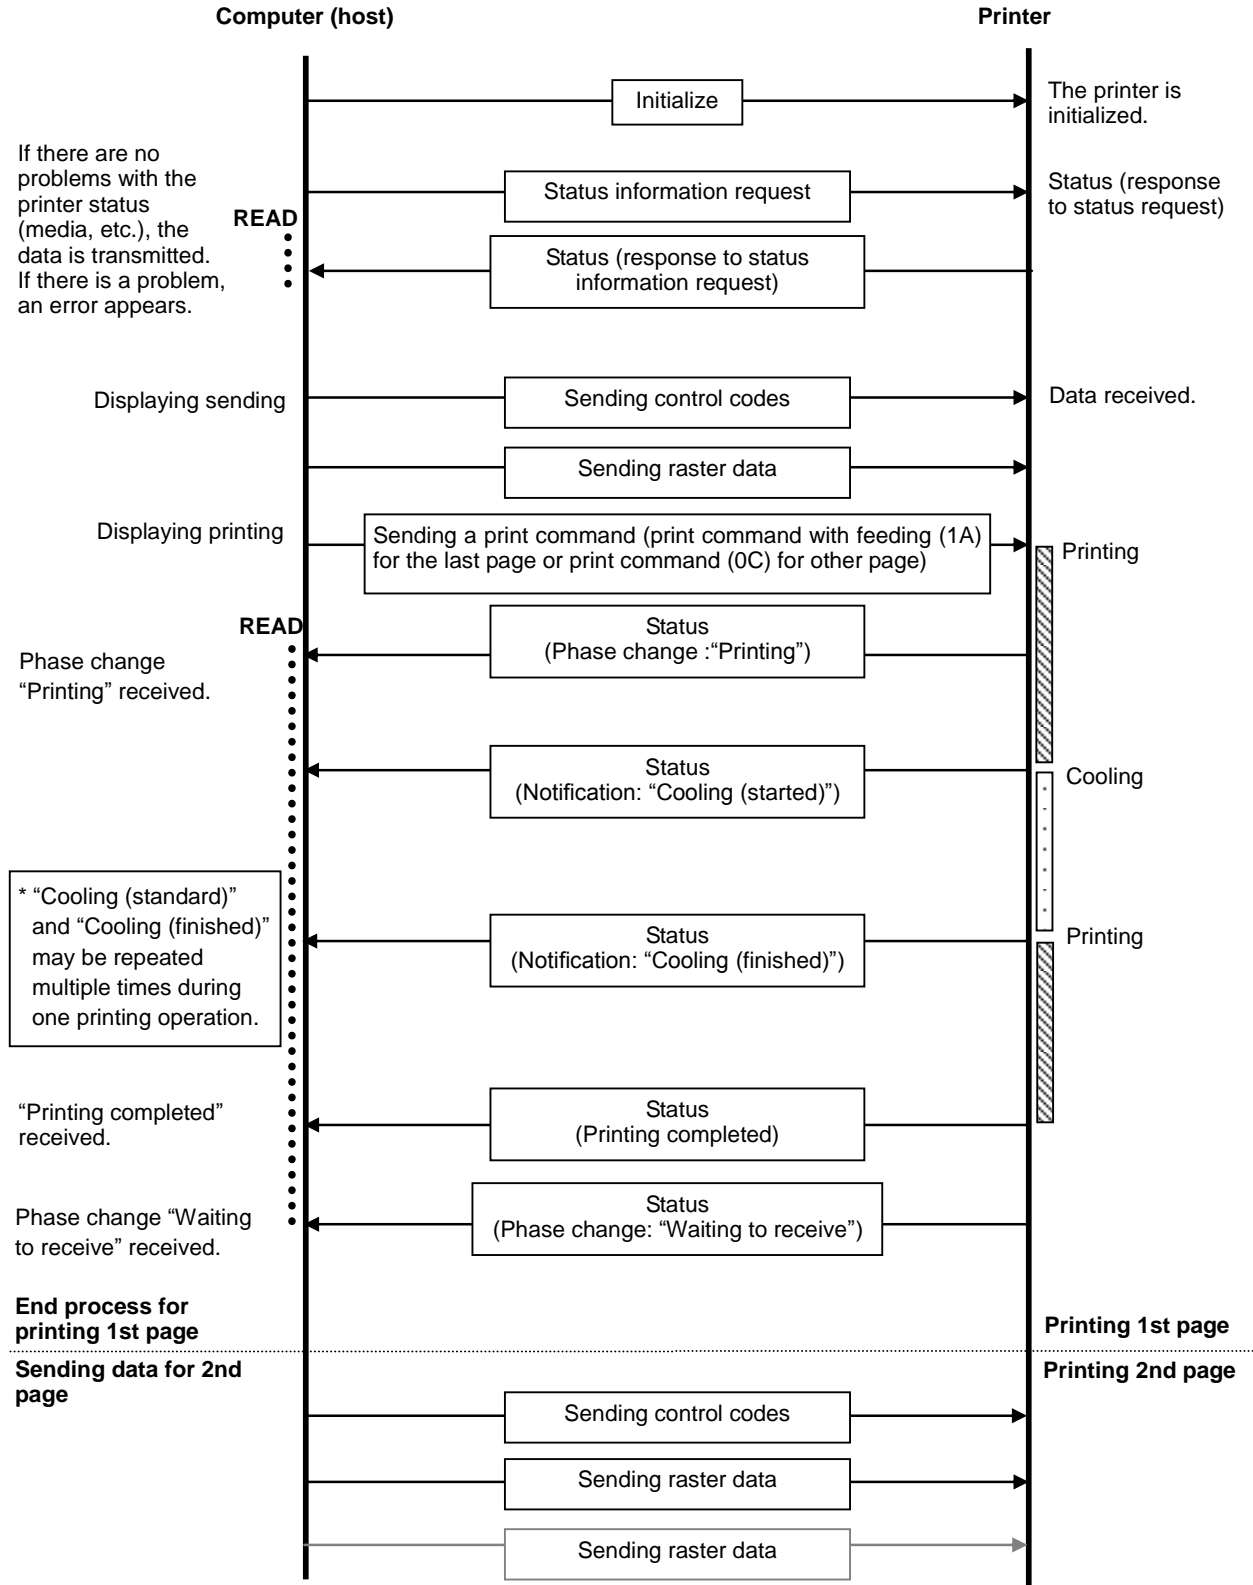 Computer (host)
Printer
Initialize
The printer is
initialized.
If there are no
problems with the
printer status
(media, etc.), the
data is transmitted.
If there is a problem,
an error appears.
READ
Status information request
Status (response
to status request)
Status (response to status
information request)
Displaying sending
Sending control codes
Data received.
Sending raster data
Displaying printing
Sending a print command (print command with feeding (1A)
for the last page or print command (0C) for other page)
Printing
READ
Status
(Phase change :“Printing”)
Phase change
“Printing” received.
Status
(Notification: “Cooling (started)”)
Cooling
* “Cooling (standard)”
and “Cooling (finished)”
may be repeated
multiple times during
one printing operation.
Status
(Notification: “Cooling (finished)”)
Printing
“Printing completed”
received.
Status
(Printing completed)
Phase change “Waiting
to receive” received.
Status
(Phase change: “Waiting to receive”)
End process for
printing 1st page
Printing 1st page
Sending data for 2nd
page
Printing 2nd page
Sending control codes
Sending raster data
Sending raster data